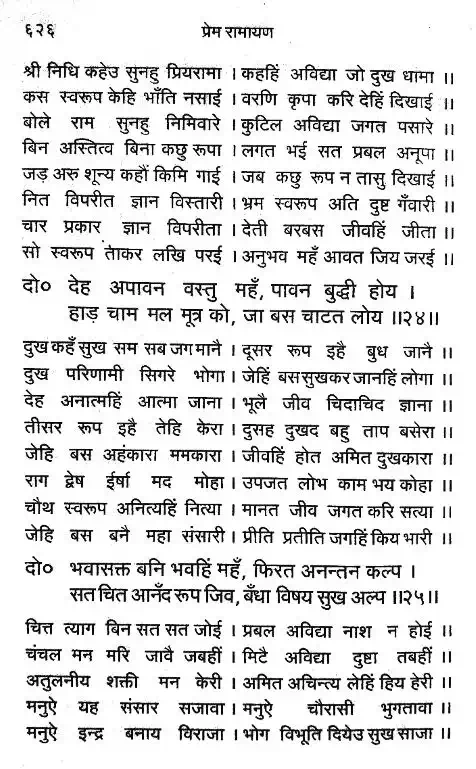 ६२६ प्रेम रामायण
श्री निधि कहेउ सुनहु प्रियरामा । कहहिं अविद्या जो दुख धामा ॥
कस स्वरूप केहि भाँति नसाई । वरणि कृपा करि देहिं दिखाई ॥
बोले राम सुनहु निमिवारे । कुटिल अविद्या जगत पसारे ॥
बिन अस्तित्व बिना कछु रूपा । लगत भई सत प्रबल अनूपा ॥
जड़ अरु शून्य कहौं किमि गाई । जब कछु रूप न तासु दिखाई ॥
नित विपरीत ज्ञान विस्तारी । भ्रम स्वरूप अति दुष्ट गँवारी ॥
चार प्रकार ज्ञान विपरीता । देती बरबस जीवहिं जीता ॥
सो स्वरूप ताकर लखि परई । अनुभव महँ आवत जिय जरई ॥
दो० देह अपावन वस्तु महँ, पावन बुद्धी होय ।
हाड़ चाम मल मूत्र को, जा बस चाटत लोय ॥२४॥
दुख कहँ सुख सम सब जग मानै । दूसर रूप इहै बुध जानै ॥
दुख परिणामी सिगरे भोगा । जेहिं बस सुखकर जानहिं लोगा ॥
देह अनात्महिं आत्मा जाना । भूलै जीव चिदाचिद ज्ञाना ॥
तीसर रूप इहै तेहि केरा । दुसह दुखद बहु ताप बसेरा ॥
जेहि बस अहंकारा ममकारा । जीवहिं होत अमित दुखकारा ॥
राग द्वेष ईर्षा मद मोहा । उपजत लोभ काम भय कोहा ॥
चौथ स्वरूप अनित्यहिं नित्या । मानत जीव जगत करि सत्या ॥
जेहि बस बनै महा संसारी । प्रीति प्रतीति जगहिं किय भारी ॥
दो० भवासक्त बनि भवहिं महँ, फिरत अनन्तन कल्प ।
सत चित आनँद रूप जिव, बँधा विषय सुख अल्प ॥२५॥
चित्त त्याग बिन सत सत जोई । प्रबल अविद्या नाश न होई ॥
चंचल मन मरि जावै जबहीं । मिटै अविद्या दुष्टा तबहीं ॥
अतुलनीय शक्ती मन केरी । अमित अचिन्त्य लेहिं हिय हेरी ॥
मनुऐ यह संसार सजावा । मनुऐ चौरासी भुगतावा ॥
मनुऐ इन्द्र बनाय विराजा । भोग विभूति दियेउ सुख साजा ॥